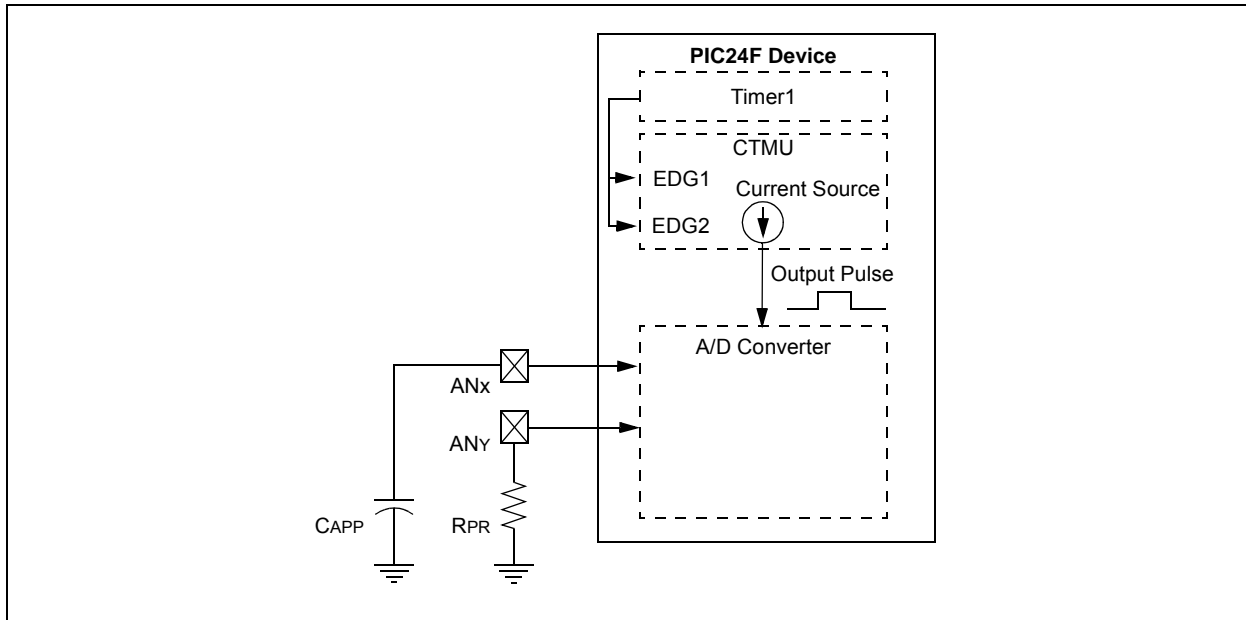 PIC24F Device
Timer1
CTMU
EDG1
Current Source
EDG2
Output Pulse
A/D Converter
ANx
ANY
CAPP
RPR